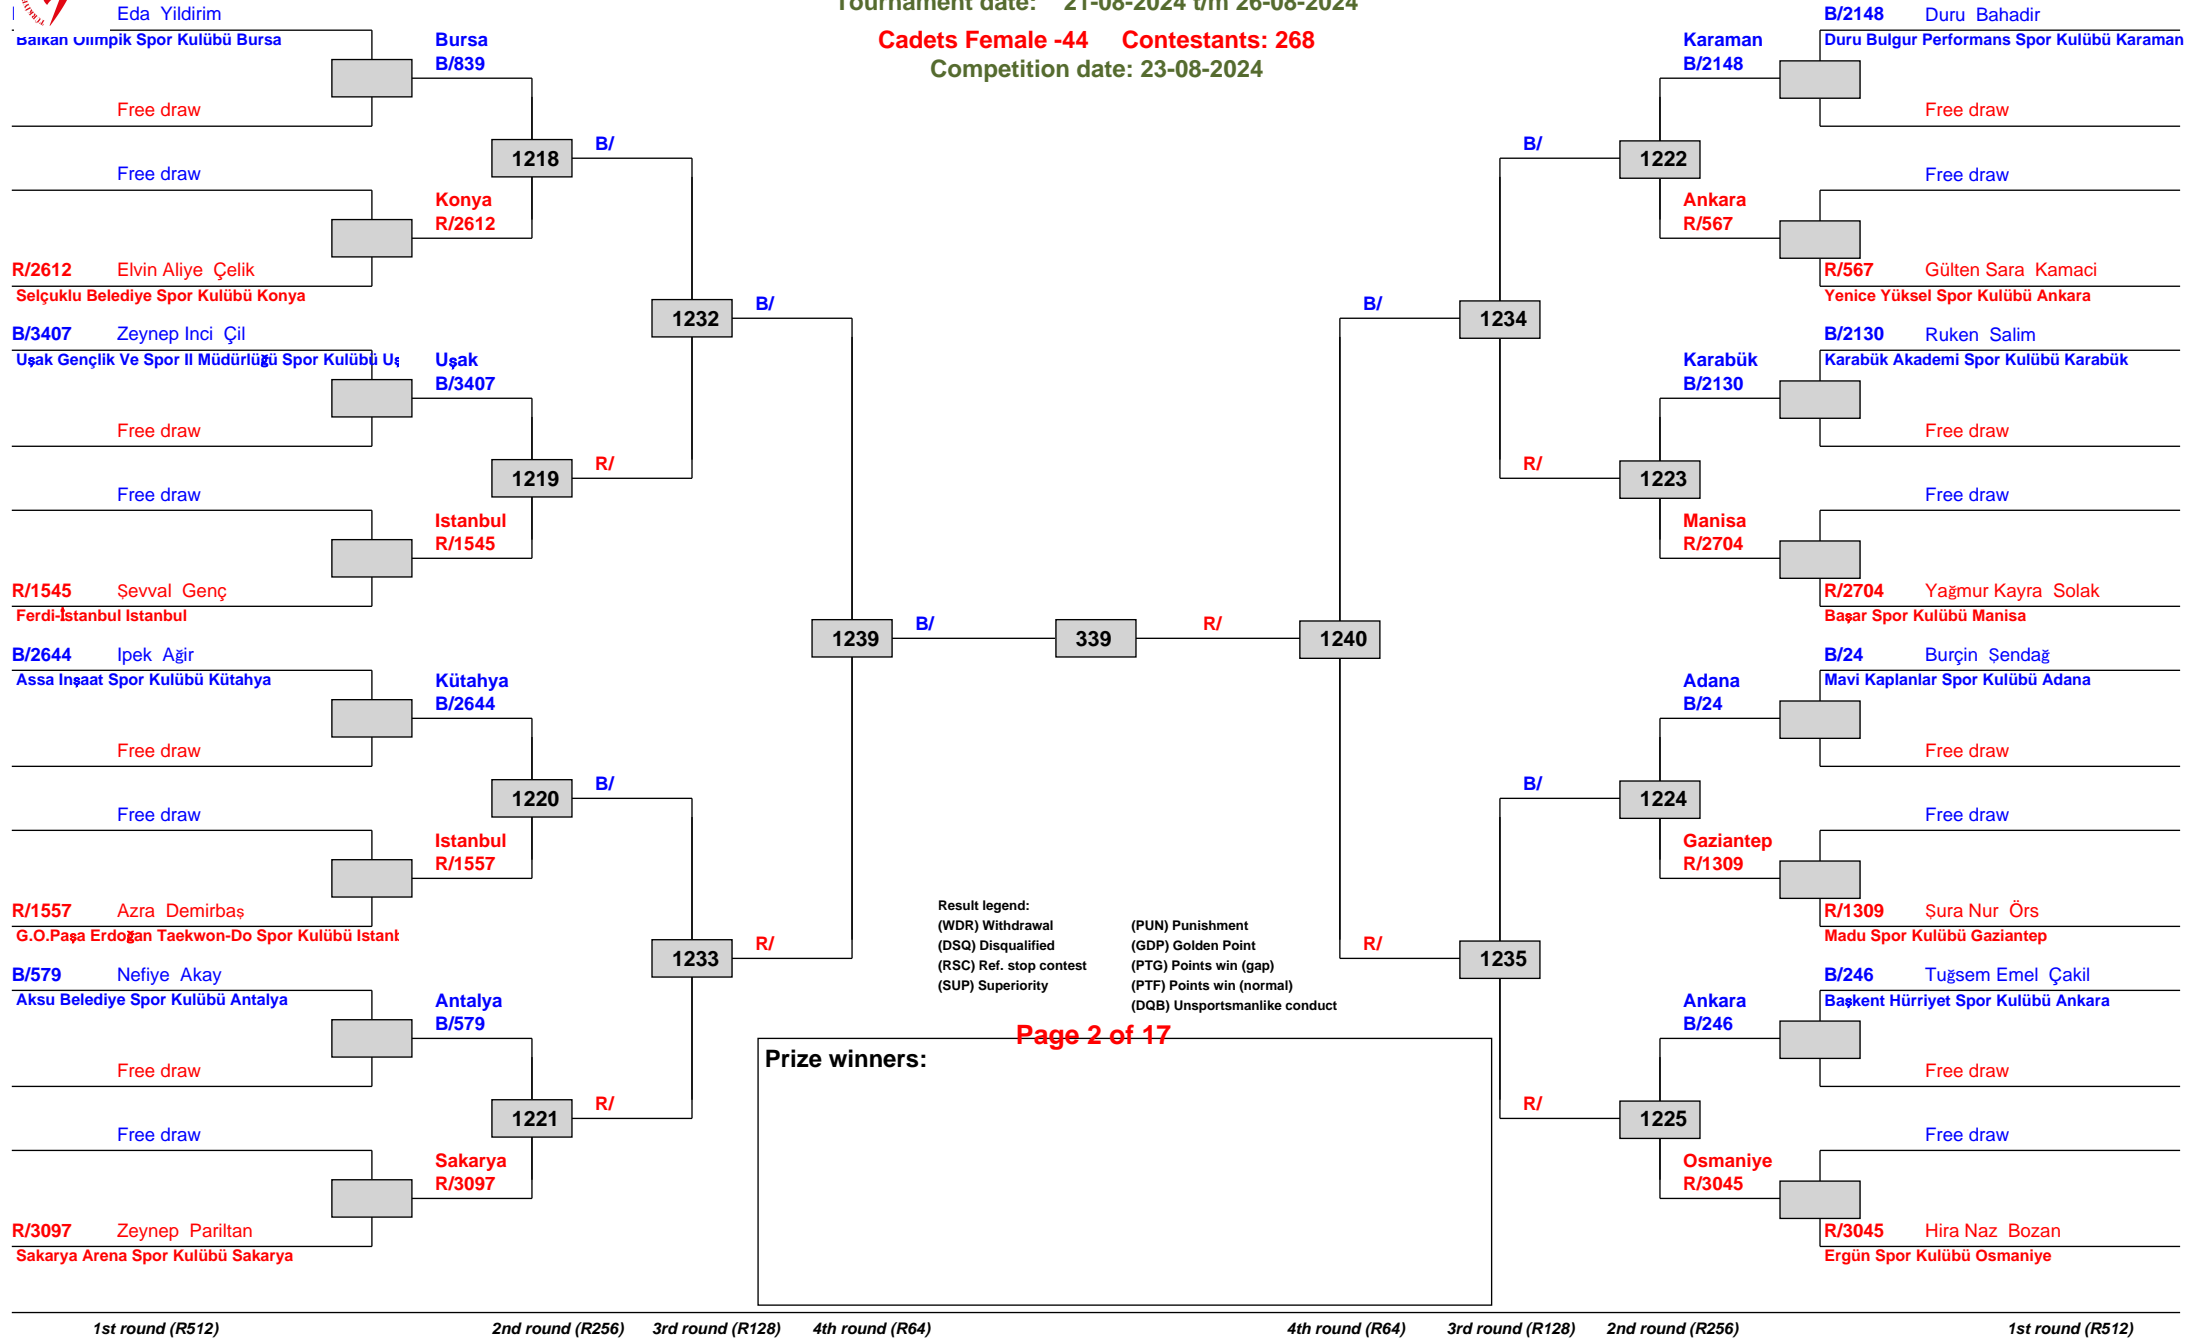 Tournament date: 21-08-2024 t/m 26-08-2024
Cadets Female -44 Contestants: 268
Competition date: 23-08-2024
Eda Yildirim
Balkan Olimpik Spor Kulübü Bursa
Bursa
B/839
Free draw
1218
B/
Free draw
Konya
R/2612
R/2612 Elvin Aliye Çelik
Selçuklu Belediye Spor Kulübü Konya
1232
B/
B/3407 Zeynep Inci Çil
Uşak Gençlik Ve Spor Il Müdürlüğü Spor Kulübü Uş
Uşak
B/3407
Free draw
1219
R/
Free draw
Istanbul
R/1545
R/1545 Şevval Genç
Ferdi-İstanbul Istanbul
1239
B/
339
B/2644 Ipek Ağir
Assa Inşaat Spor Kulübü Kütahya
Kütahya
B/2644
Free draw
1220
B/
Free draw
Istanbul
R/1557
R/1557 Azra Demirbaş
G.O.Paşa Erdoğan Taekwon-Do Spor Kulübü Istanb
1233
R/
B/579 Nefiye Akay
Aksu Belediye Spor Kulübü Antalya
Antalya
B/579
Free draw
1221
R/
Free draw
Sakarya
R/3097
R/3097 Zeynep Pariltan
Sakarya Arena Spor Kulübü Sakarya
B/2148 Duru Bahadir
Duru Bulgur Performans Spor Kulübü Karaman
Karaman
B/2148
Free draw
B/
1222
Free draw
Ankara
R/567
R/567 Gülten Sara Kamaci
Yenice Yüksel Spor Kulübü Ankara
B/
1234
B/2130 Ruken Salim
Karabük Akademi Spor Kulübü Karabük
Karabük
B/2130
Free draw
R/
1223
Free draw
Manisa
R/2704
R/2704 Yağmur Kayra Solak
Başar Spor Kulübü Manisa
R/
1240
B/24 Burçin Şendağ
Mavi Kaplanlar Spor Kulübü Adana
Adana
B/24
Free draw
B/
1224
Free draw
Gaziantep
R/1309
R/1309 Şura Nur Örs
Madu Spor Kulübü Gaziantep
R/
1235
B/246 Tuğsem Emel Çakil
Başkent Hürriyet Spor Kulübü Ankara
Ankara
B/246
Free draw
R/
1225
Free draw
Osmaniye
R/3045
R/3045 Hira Naz Bozan
Ergün Spor Kulübü Osmaniye
Result legend:
(WDR) Withdrawal (PUN) Punishment
(DSQ) Disqualified (GDP) Golden Point
(RSC) Ref. stop contest (PTG) Points win (gap)
(SUP) Superiority (PTF) Points win (normal)
(DQB) Unsportsmanlike conduct
Page 2 of 17
Prize winners:
1st round (R512) 2nd round (R256) 3rd round (R128) 4th round (R64) 4th round (R64) 3rd round (R128) 2nd round (R256) 1st round (R512)